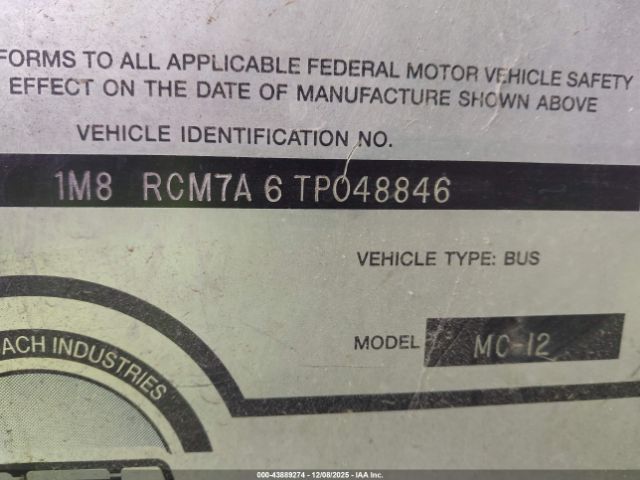 FORMS TO ALL APPLICABLE FEDERAL MOTOR VEHICLE SAFETY
EFFECT ON THE DATE OF MANUFACTURE SHOWN ABOVE
VEHICLE IDENTIFICATION NO.
1M8 RCM7A 6 TP048846
VEHICLE TYPE: BUS
MODEL MC-12
ACH INDUSTRIES
000-43889274 | 12/08/2025 | IAA Inc.